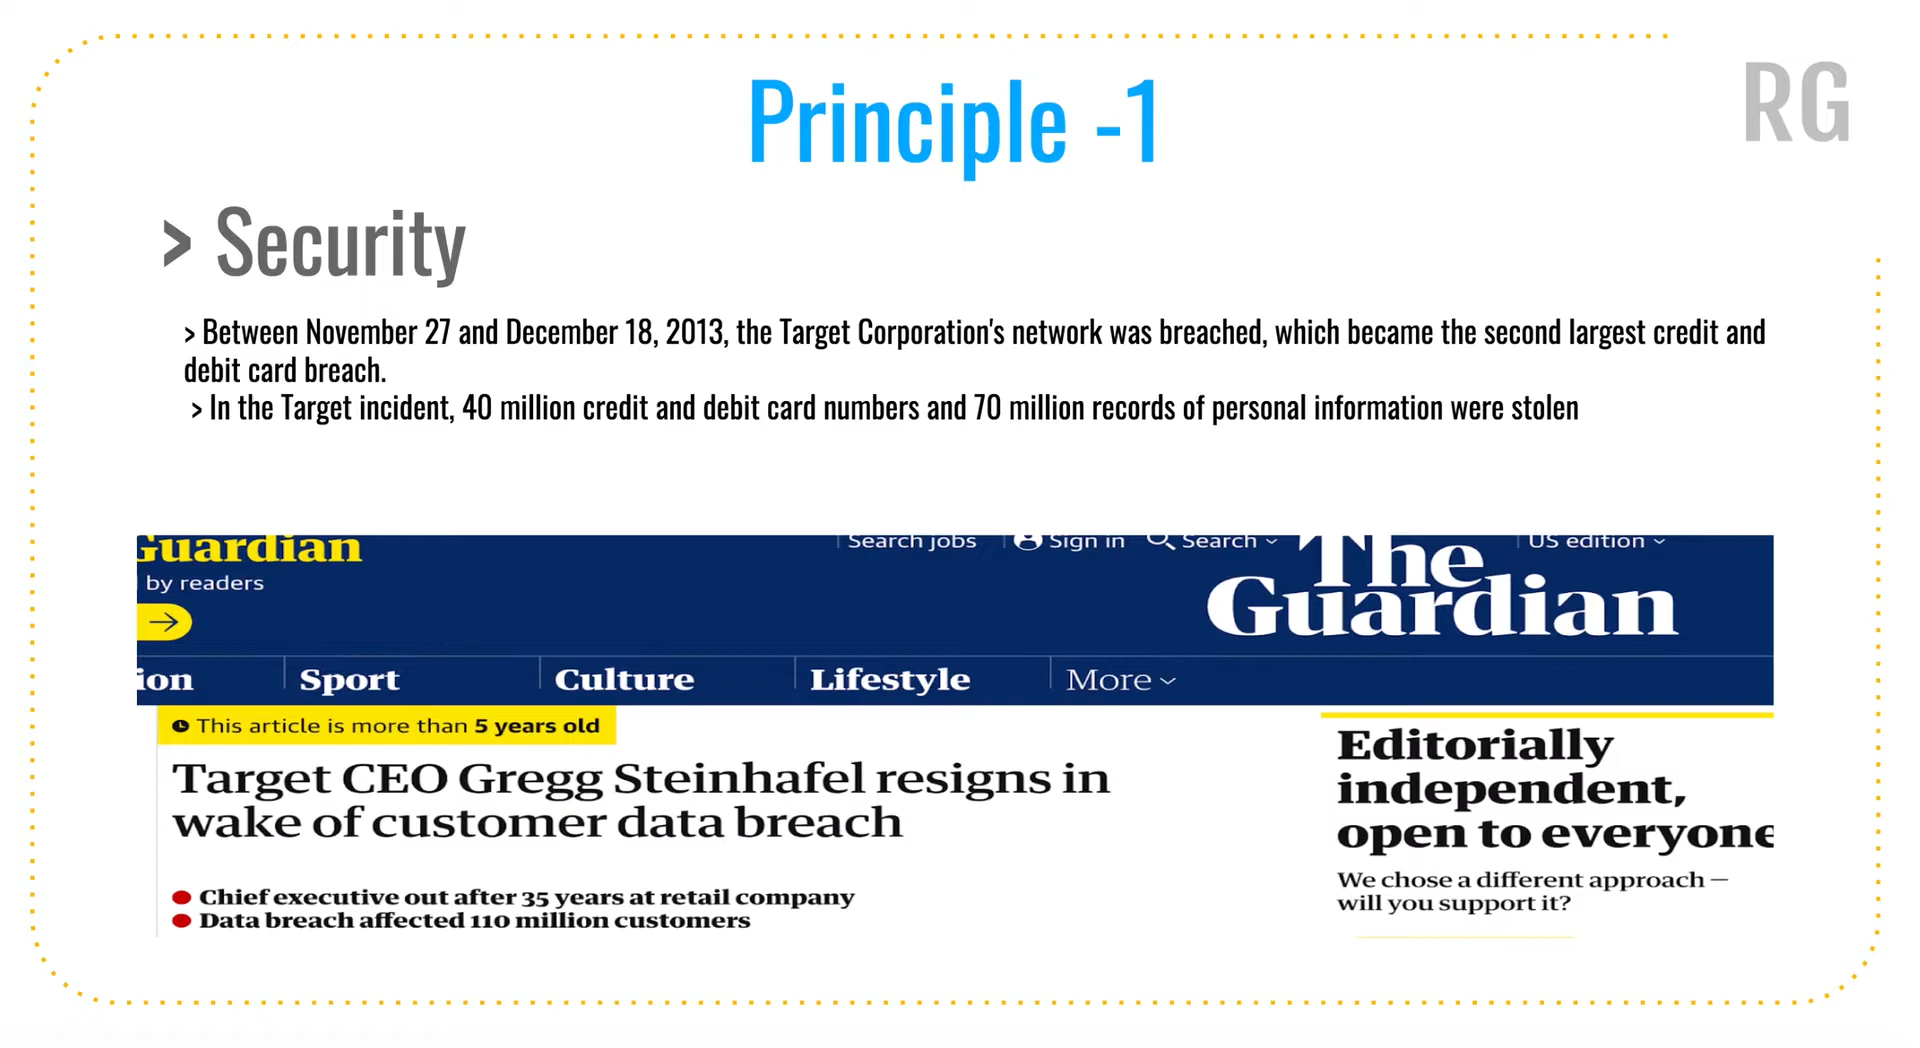 RG
Principle -1
> Security
> Between November 27 and December 18, 2013, the Target Corporation's network was breached, which became the second largest credit and
debit card breach.
> In the Target incident, 40 million credit and debit card numbers and 70 million records of personal information were stolen
Guardian
by readers
Search jobs
Sign in
Search
US edition
The
Guardian
ion
Sport
Culture
Lifestyle
More
This article is more than 5 years old
Target CEO Gregg Steinhafel resigns in
wake of customer data breach
Chief executive out after 35 years at retail company
Data breach affected 110 million customers
Editorially
independent,
open to everyone
We chose a different approach —
will you support it?